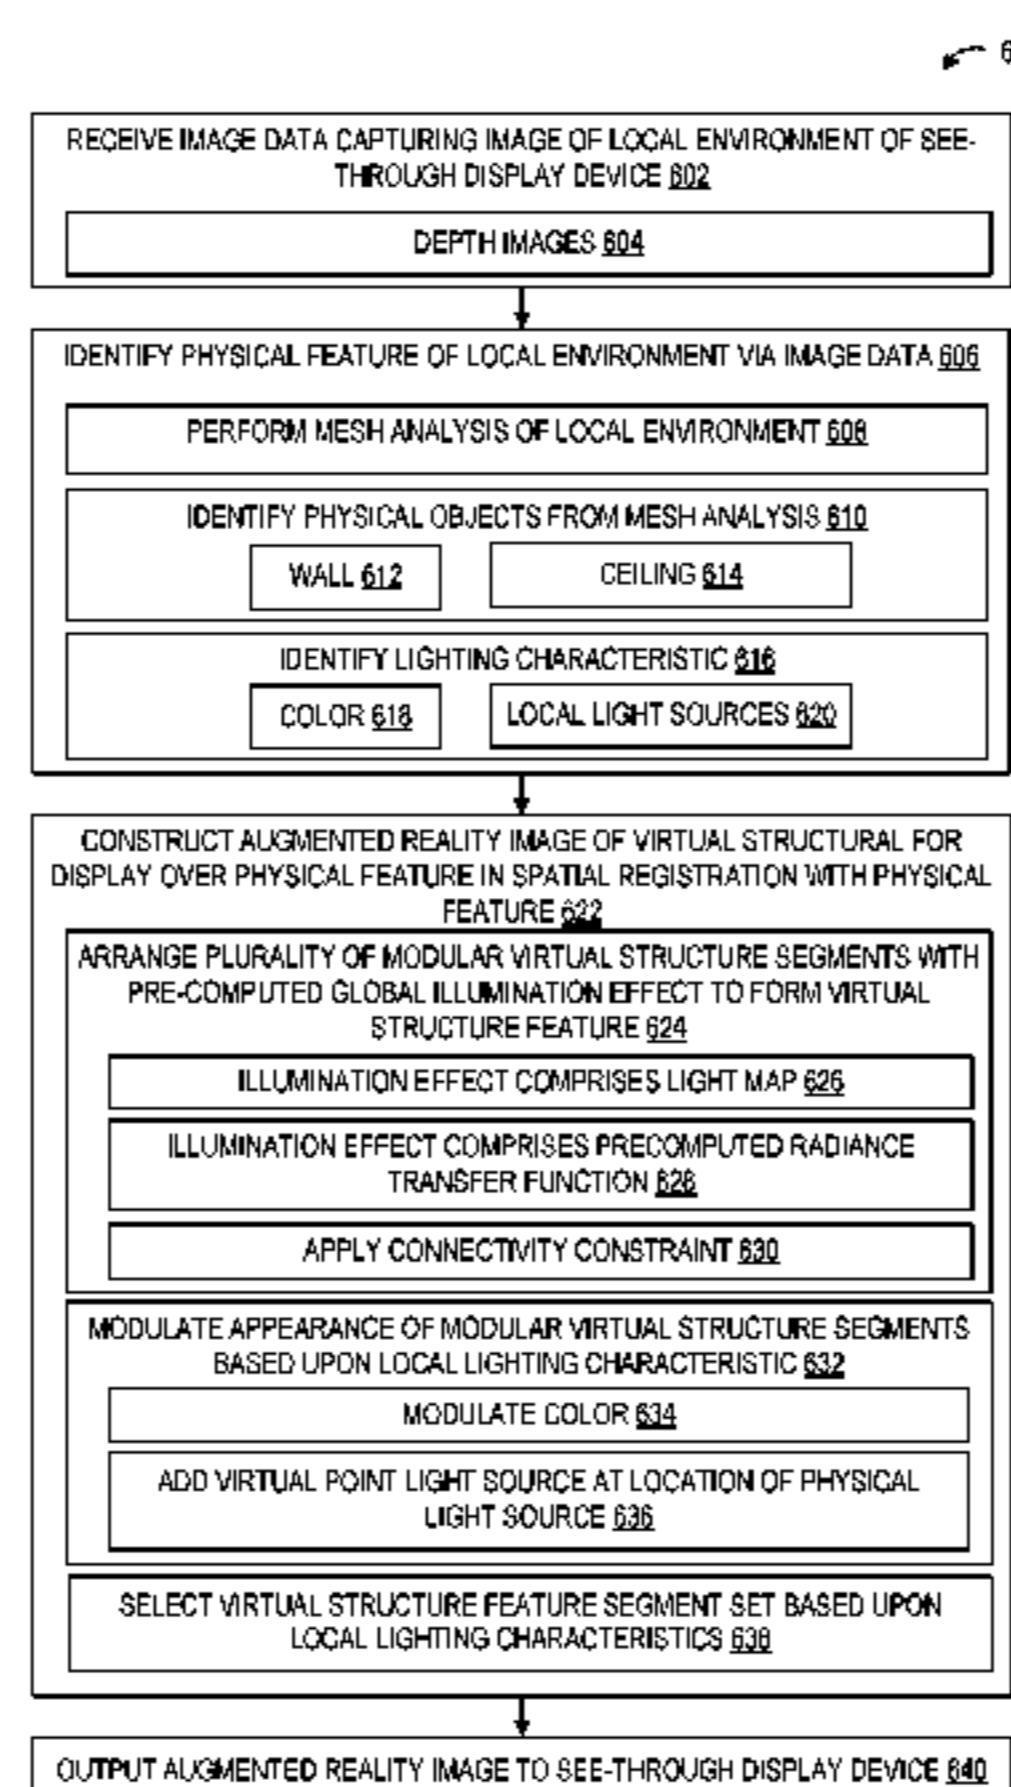 6
RECEIVE IMAGE DATA CAPTURING IMAGE OF LOCAL ENVIRONMENT OF SEE-
THROUGH DISPLAY DEVICE 602
DEPTH IMAGES 604
IDENTIFY PHYSICAL FEATURE OF LOCAL ENVIRONMENT VIA IMAGE DATA 606
PERFORM MESH ANALYSIS OF LOCAL ENVIRONMENT 608
IDENTIFY PHYSICAL OBJECTS FROM MESH ANALYSIS 610
WALL 612
CEILING 614
IDENTIFY LIGHTING CHARACTERISTIC 616
COLOR 618
LOCAL LIGHT SOURCES 620
CONSTRUCT AUGMENTED REALITY IMAGE OF VIRTUAL STRUCTURAL FOR
DISPLAY OVER PHYSICAL FEATURE IN SPATIAL REGISTRATION WITH PHYSICAL
FEATURE 622
ARRANGE PLURALITY OF MODULAR VIRTUAL STRUCTURE SEGMENTS WITH
PRE-COMPUTED GLOBAL ILLUMINATION EFFECT TO FORM VIRTUAL
STRUCTURE FEATURE 624
ILLUMINATION EFFECT COMPRISES LIGHT MAP 626
ILLUMINATION EFFECT COMPRISES PRECOMPUTED RADIANCE
TRANSFER FUNCTION 628
APPLY CONNECTIVITY CONSTRAINT 630
MODULATE APPEARANCE OF MODULAR VIRTUAL STRUCTURE SEGMENTS
BASED UPON LOCAL LIGHTING CHARACTERISTIC 632
MODULATE COLOR 634
ADD VIRTUAL POINT LIGHT SOURCE AT LOCATION OF PHYSICAL
LIGHT SOURCE 636
SELECT VIRTUAL STRUCTURE FEATURE SEGMENT SET BASED UPON
LOCAL LIGHTING CHARACTERISTICS 638
OUTPUT AUGMENTED REALITY IMAGE TO SEE-THROUGH DISPLAY DEVICE 640